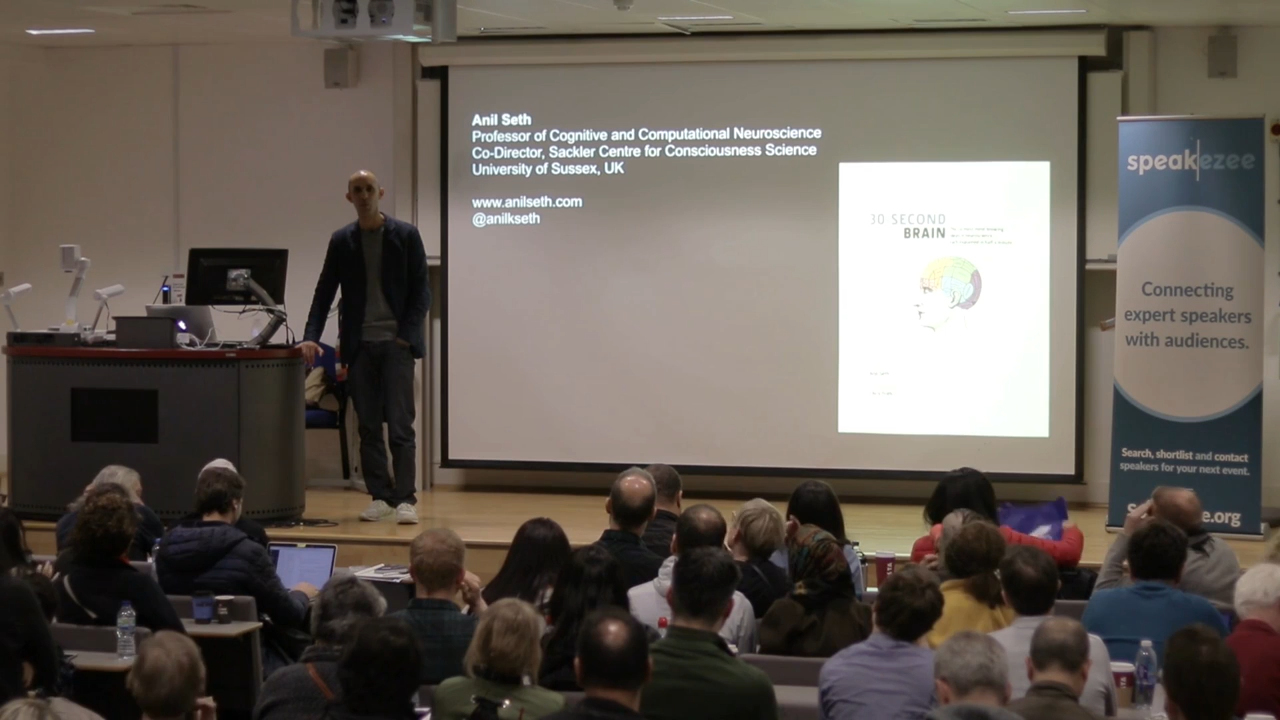 Anil Seth
Professor of Cognitive and Computational Neuroscience
Co-Director, Sackler Centre for Consciousness Science
University of Sussex, UK
www.anilseth.com
@anilkseth
30 SECOND
BRAIN
speakezee
Connecting
expert speakers
with audiences.
Search, shortlist and contact
speakers for your next event.